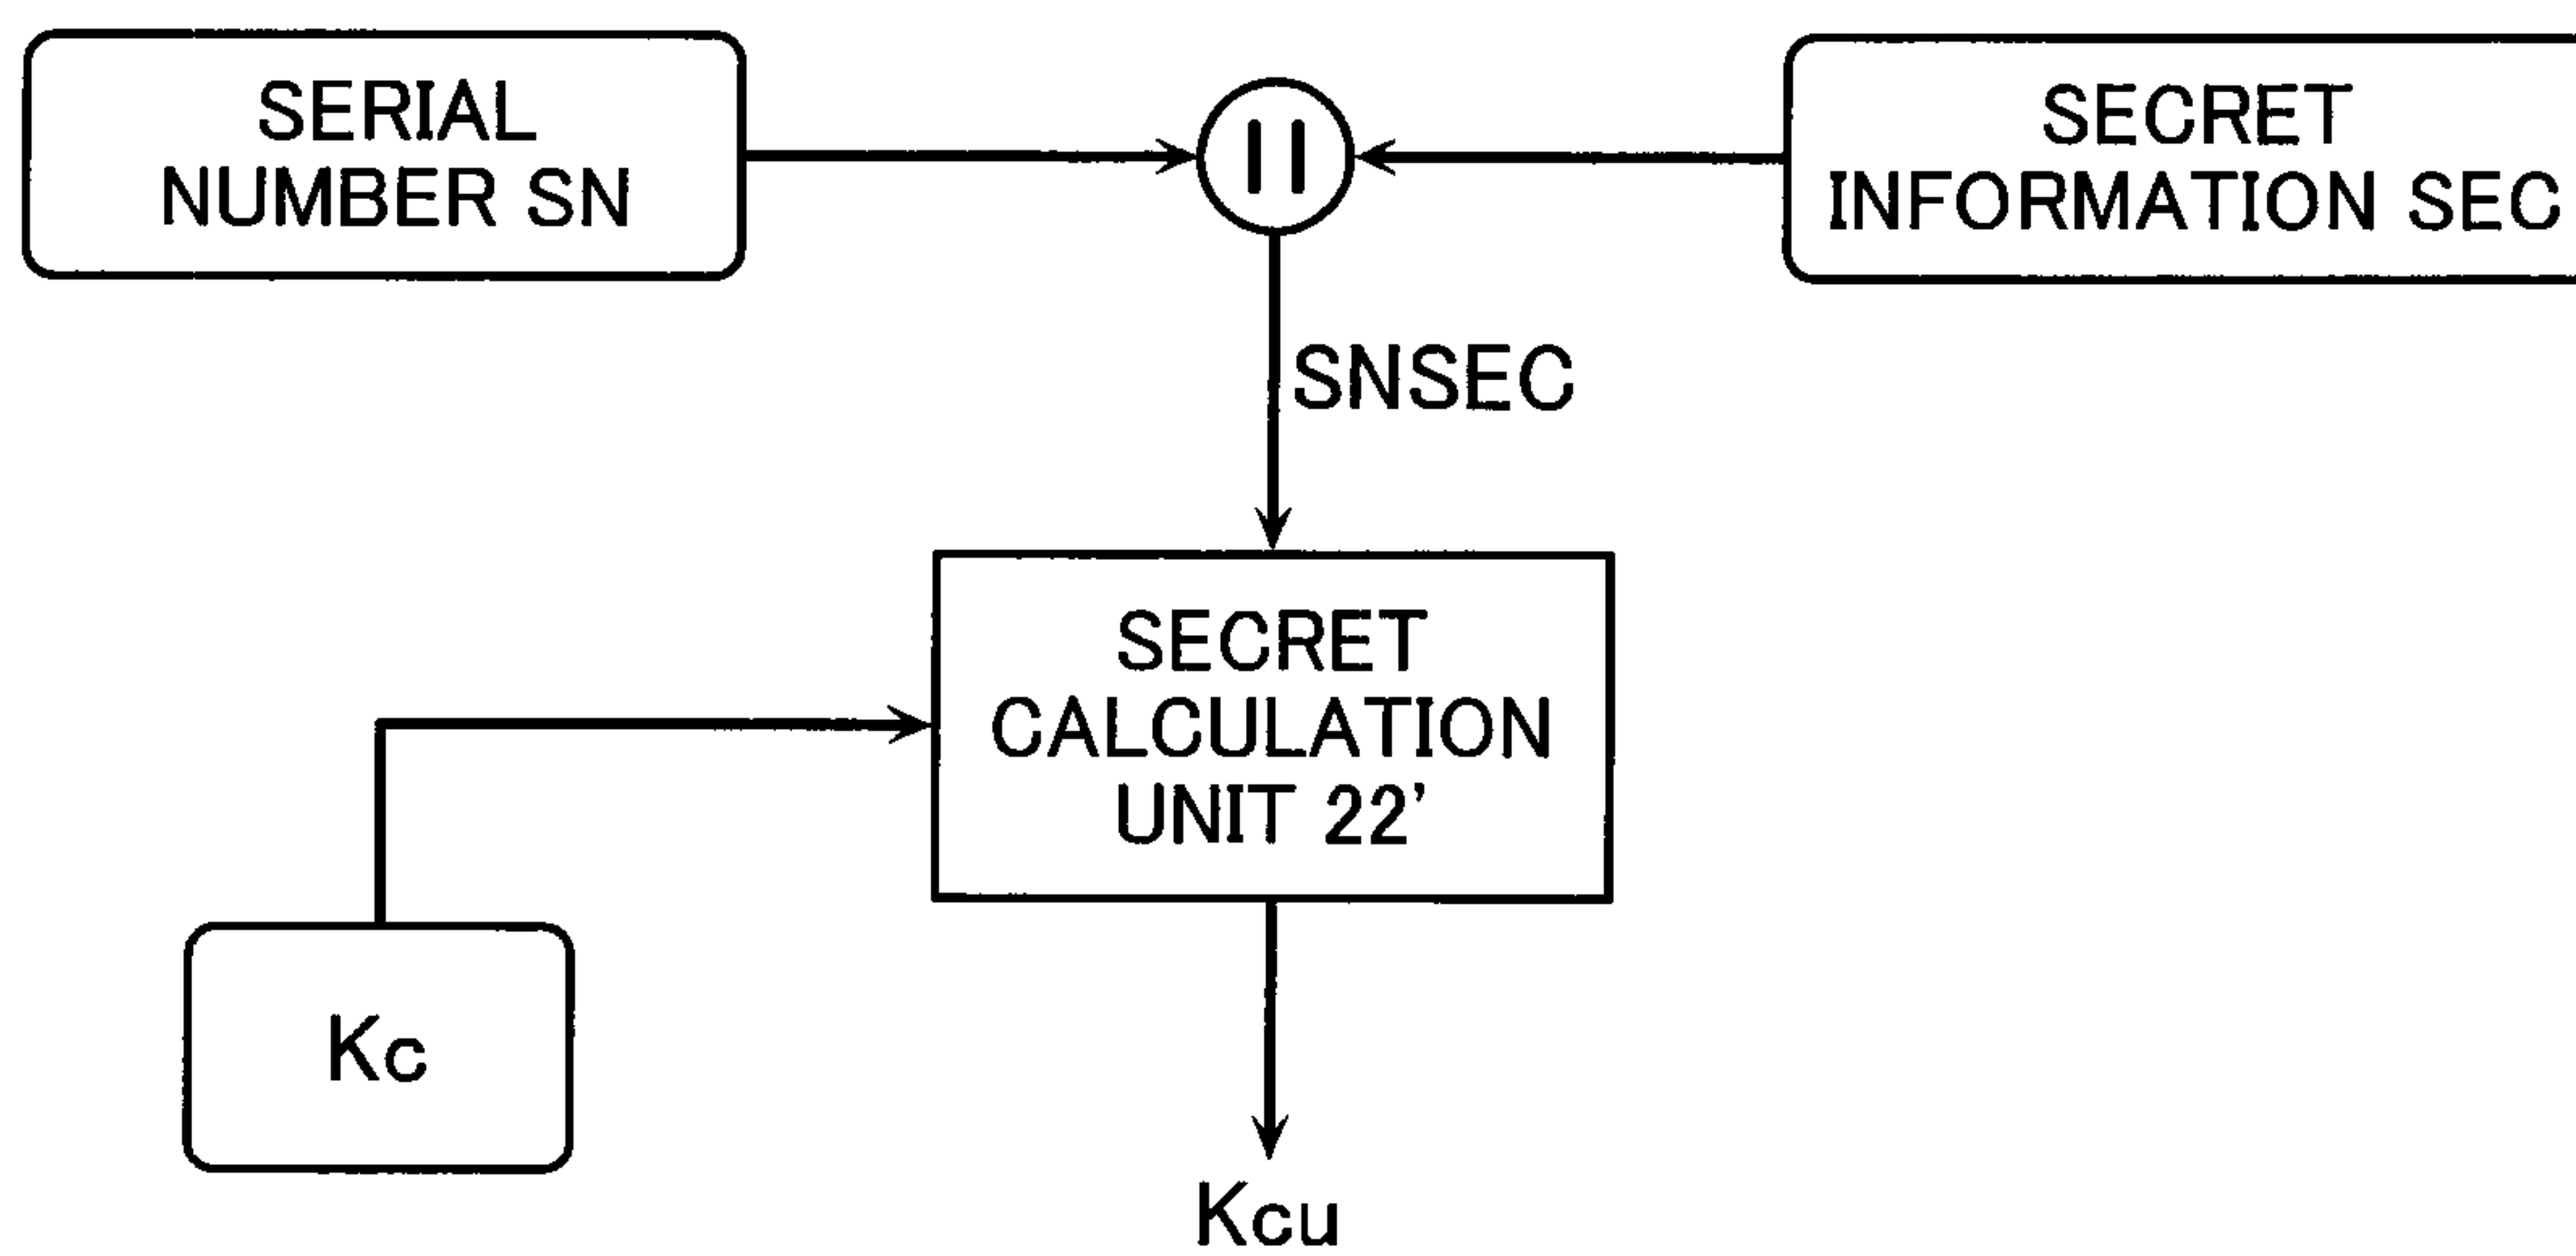 SERIAL
NUMBER SN
||
SECRET
INFORMATION SEC
SNSEC
SECRET
CALCULATION
UNIT 22'
Kc
Kcu